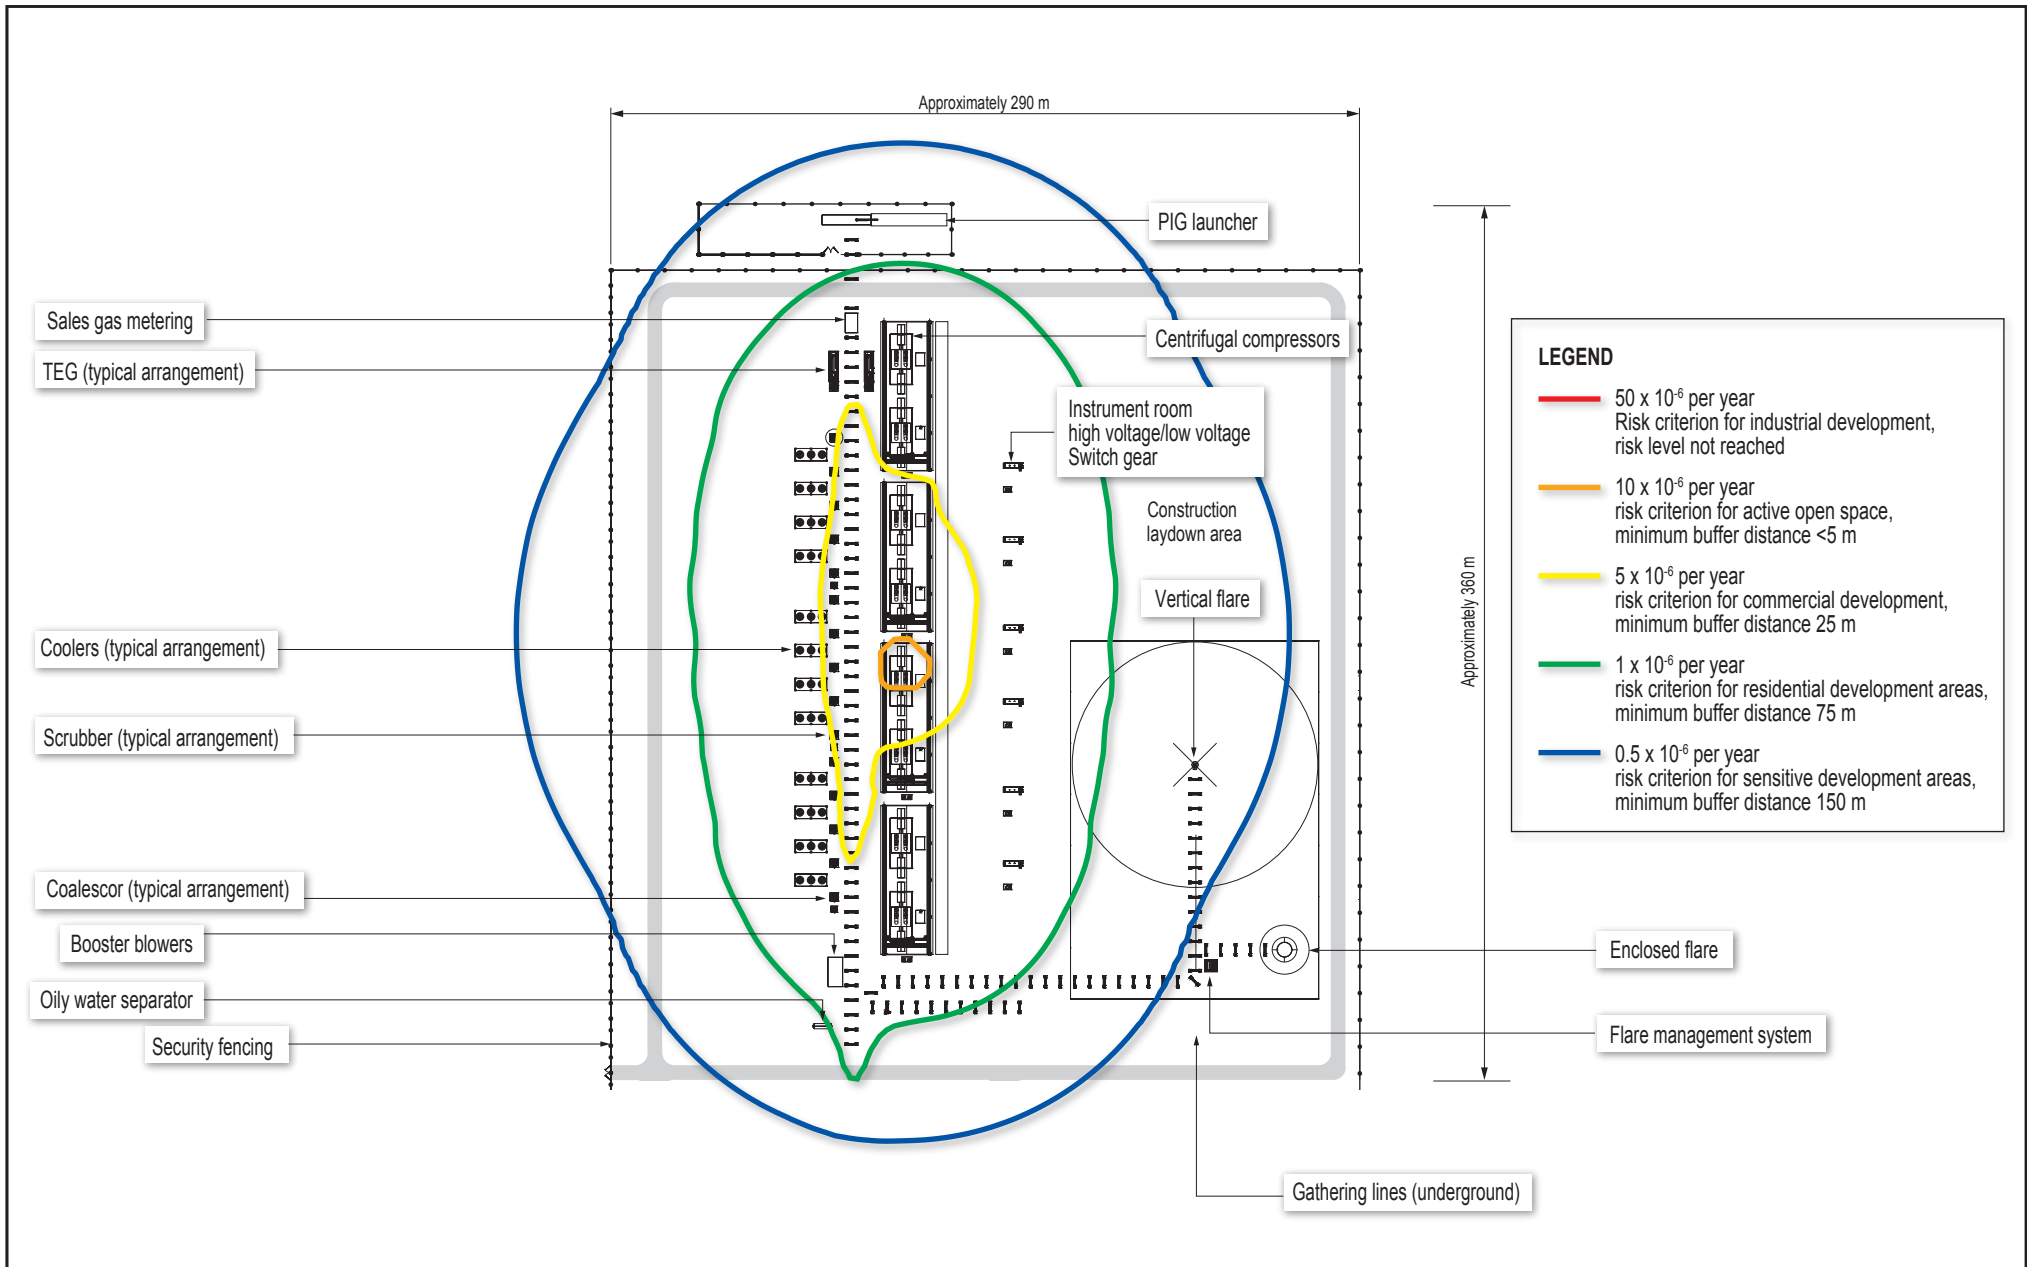 Approximately 290 m
PIG launcher
Sales gas metering
Centrifugal compressors
TEG (typical arrangement)
Instrument room
high voltage/low voltage
Switch gear
Construction
laydown area
Approximately 360 m
Vertical flare
Coolers (typical arrangement)
Scrubber (typical arrangement)
Coalescor (typical arrangement)
Booster blowers
Enclosed flare
Oily water separator
Flare management system
Security fencing
Gathering lines (underground)
LEGEND
50 x 10⁻⁶ per year
Risk criterion for industrial development,
risk level not reached
10 x 10⁻⁶ per year
risk criterion for active open space,
minimum buffer distance <5 m
5 x 10⁻⁶ per year
risk criterion for commercial development,
minimum buffer distance 25 m
1 x 10⁻⁶ per year
risk criterion for residential development areas,
minimum buffer distance 75 m
0.5 x 10⁻⁶ per year
risk criterion for sensitive development areas,
minimum buffer distance 150 m